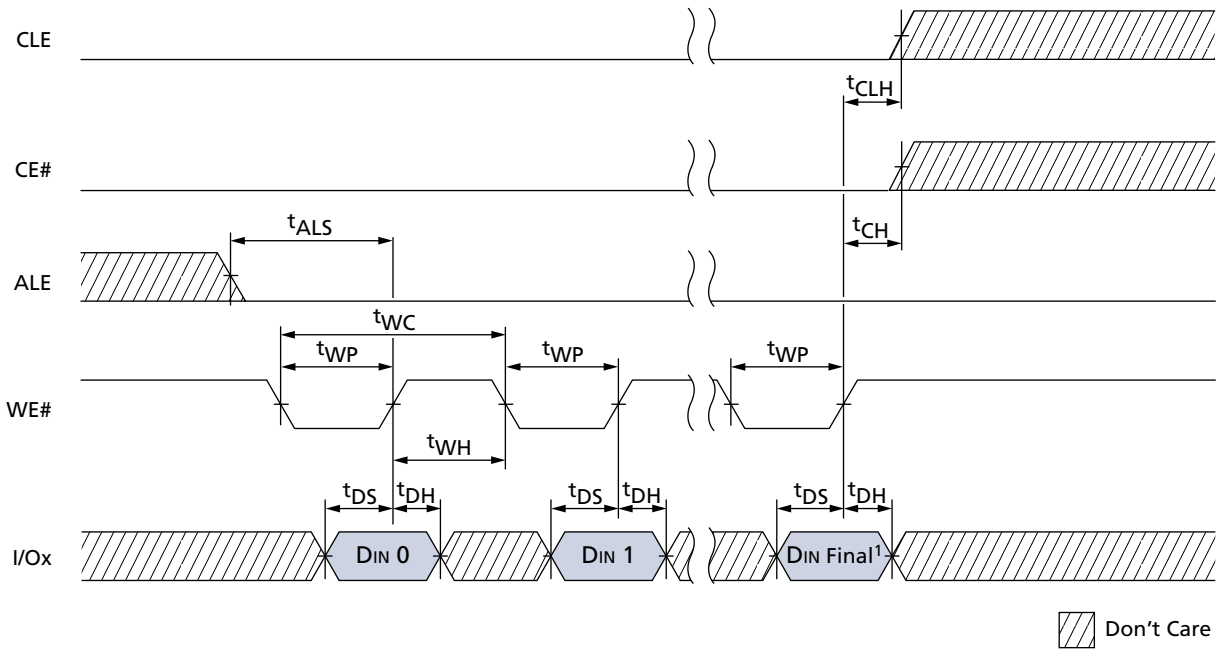 CLE
tCLH
CE#
tCH
tALS
ALE
tWC
tWP
tWP
tWP
WE#
tWH
tDS
tDH
tDS
tDH
tDS
tDH
I/Ox
DIN 0
DIN 1
DIN Final¹
Don't Care